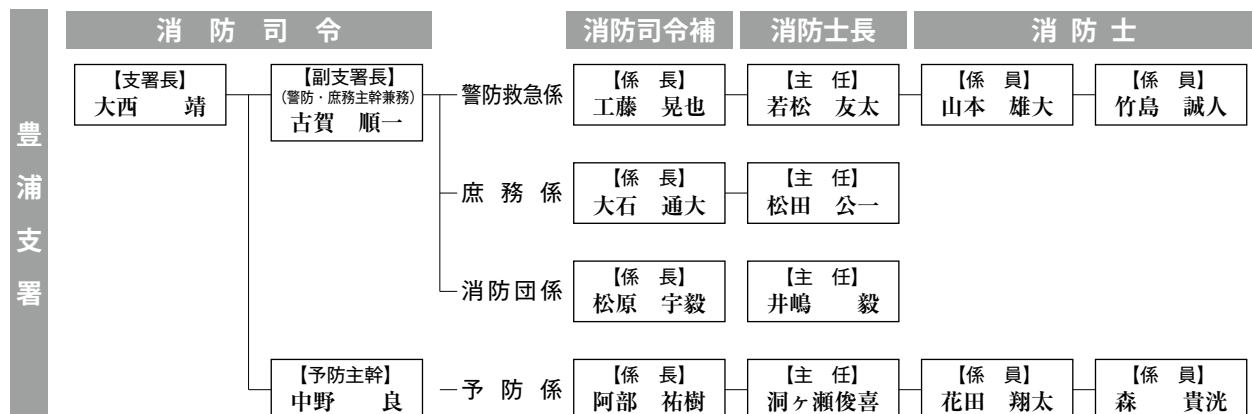 豊浦支署
消防司令
消防司令補
消防士長
消防士
【支署長】
大西　靖
【副支署長】
（警防・庶務主幹兼務）
古賀　順一
警防救急係
【係　長】
工藤　晃也
【主　任】
若松　友太
【係　員】
山本　雄大
【係　員】
竹島　誠人
庶務係
【係　長】
大石　通大
【主　任】
松田　公一
消防団係
【係　長】
松原　宇毅
【主　任】
井嶋　毅
【予防主幹】
中野　良
予防係
【係　長】
阿部　祐樹
【主　任】
洞ヶ瀬俊喜
【係　員】
花田　翔太
【係　員】
森　貴洸